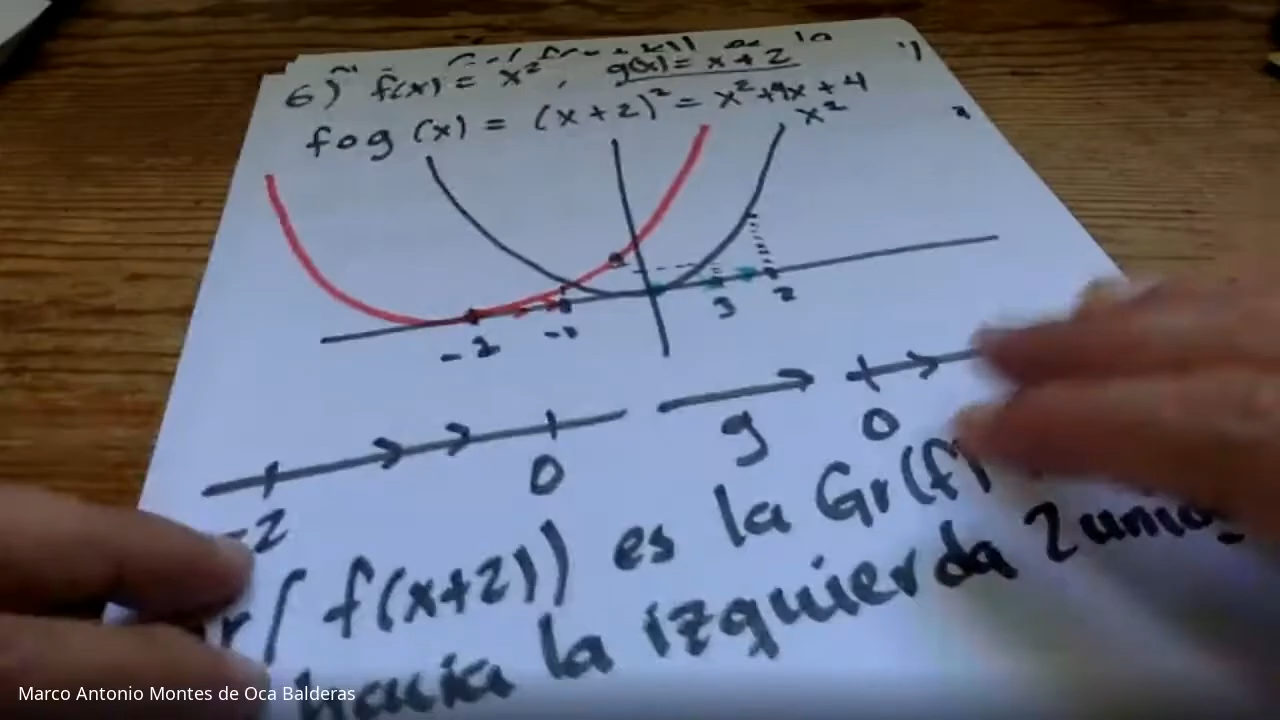 6) f(x) = x², g(x) = x + 2
fog (x) = (x+2)² = x²+4x+4
x²
-2 -1 3 2
-2 0 g 0
f(x+2)) es la Gr(f)
hacia la izquierda 2 unid
Marco Antonio Montes de Oca Balderas